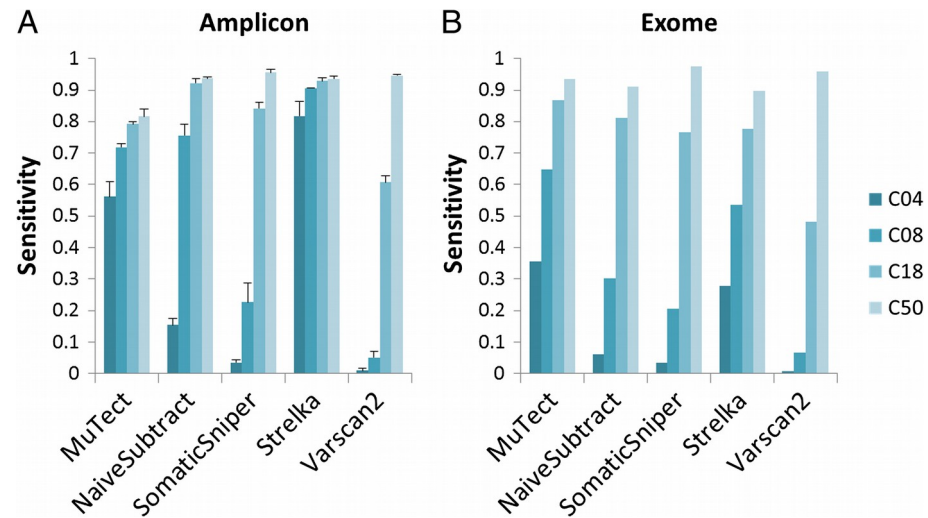 A
Amplicon
Sensitivity
1
0.9
0.8
0.7
0.6
0.5
0.4
0.3
0.2
0.1
0
MuTect
NaiveSubtract
SomaticSniper
Strelka
Varscan2
B
Exome
Sensitivity
1
0.9
0.8
0.7
0.6
0.5
0.4
0.3
0.2
0.1
0
MuTect
NaiveSubtract
SomaticSniper
Strelka
Varscan2
C04
C08
C18
C50